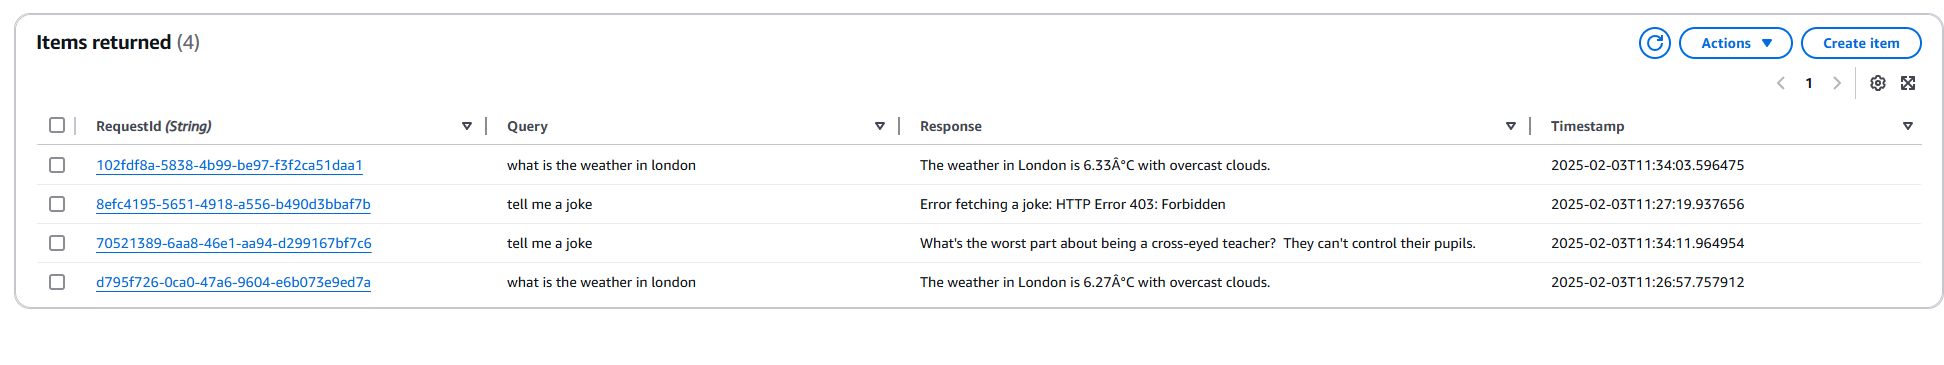 Items returned (4)
Actions
Create item
1
RequestId (String) Query Response Timestamp
102fdf8a-5838-4b99-be97-f3f2ca51daa1 what is the weather in london The weather in London is 6.33Â°C with overcast clouds. 2025-02-03T11:34:03.596475
8efc4195-5651-4918-a556-b490d3bbaf7b tell me a joke Error fetching a joke: HTTP Error 403: Forbidden 2025-02-03T11:27:19.937656
70521389-6aa8-46e1-aa94-d299167bf7c6 tell me a joke What's the worst part about being a cross-eyed teacher?  They can't control their pupils. 2025-02-03T11:34:11.964954
d795f726-0ca0-47a6-9604-e6b073e9ed7a what is the weather in london The weather in London is 6.27Â°C with overcast clouds. 2025-02-03T11:26:57.757912